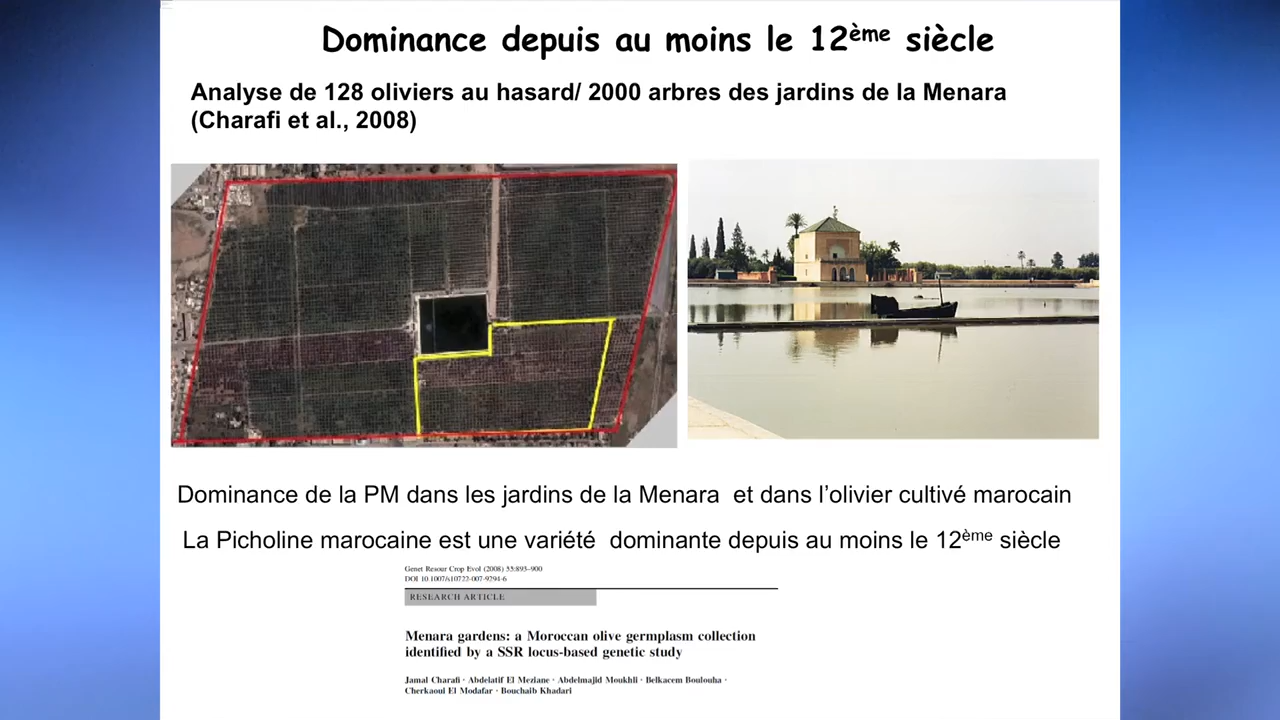 Dominance depuis au moins le 12ème siècle
Analyse de 128 oliviers au hasard/ 2000 arbres des jardins de la Menara
(Charafi et al., 2008)
Dominance de la PM dans les jardins de la Menara et dans l’olivier cultivé marocain
La Picholine marocaine est une variété dominante depuis au moins le 12ème siècle
Genet Resour Crop Evol (2008) 55:893–900
DOI 10.1007/s10722-007-9294-6
RESEARCH ARTICLE
Menara gardens: a Moroccan olive germplasm collection
identified by a SSR locus-based genetic study
Jamal Charafi · Abdelatif El Meziane · Abdelmajid Moukhli · Belkacem Boulouha ·
Cherkaoui El Modafar · Bouchaib Khadari